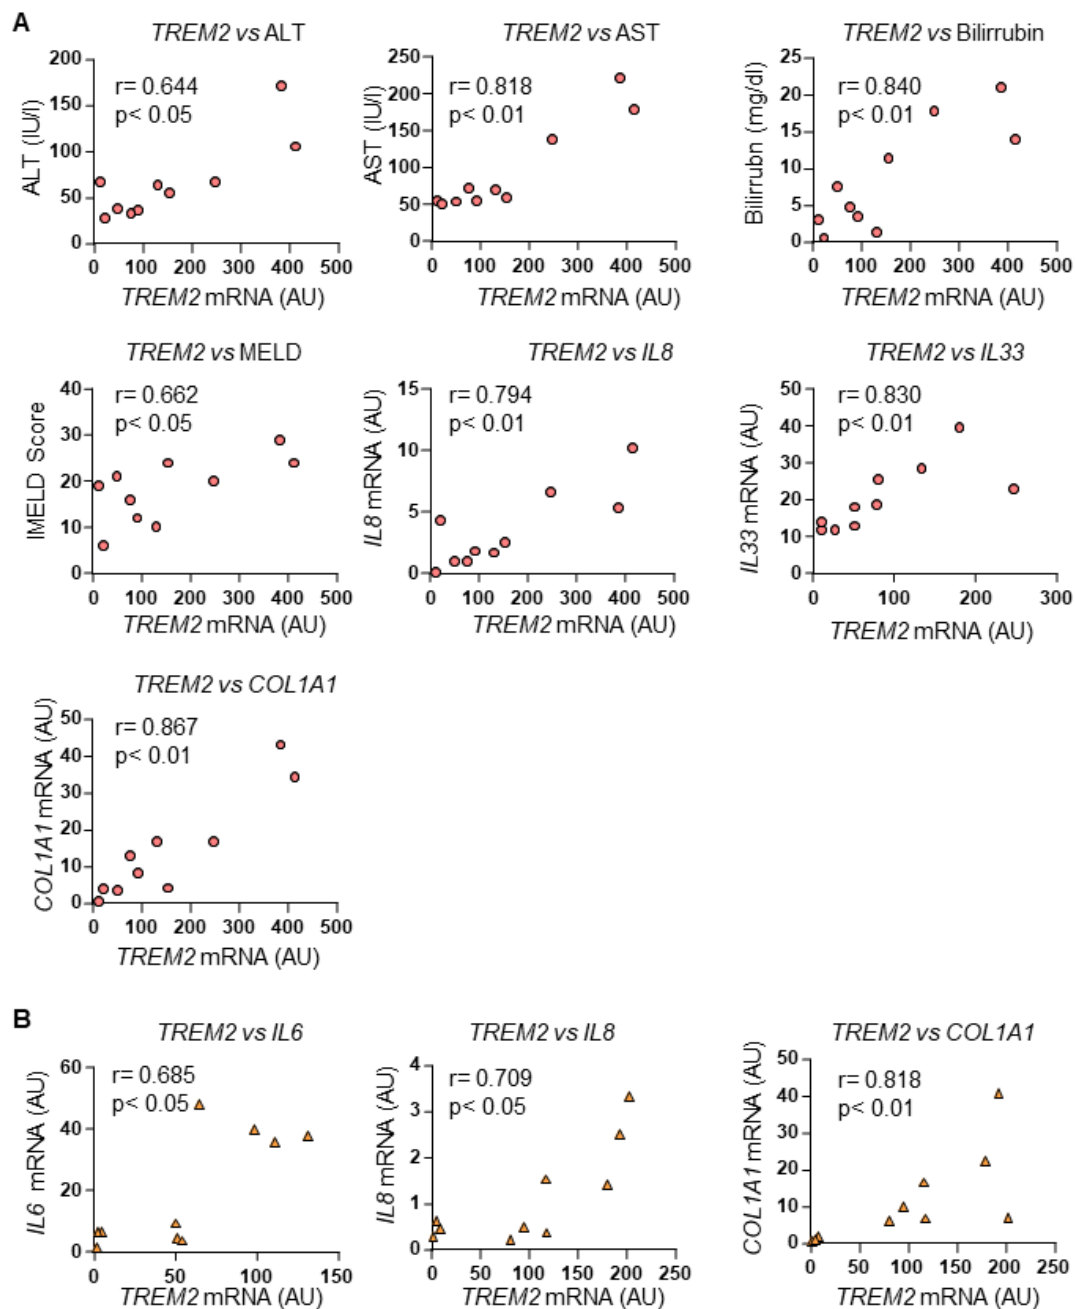 A
TREM2 vs ALT
200
150
100
50
0
ALT (IU/l)
r= 0.644
p< 0.05
0 100 200 300 400 500
TREM2 mRNA (AU)
TREM2 vs AST
250
200
150
100
50
0
AST (IU/l)
r= 0.818
p< 0.01
0 100 200 300 400 500
TREM2 mRNA (AU)
TREM2 vs Bilirrubin
25
20
15
10
5
0
Bilirrubn (mg/dl)
r= 0.840
p< 0.01
0 100 200 300 400 500
TREM2 mRNA (AU)
TREM2 vs MELD
40
30
20
10
0
IMELD Score
r= 0.662
p< 0.05
0 100 200 300 400 500
TREM2 mRNA (AU)
TREM2 vs IL8
15
10
5
0
IL8 mRNA (AU)
r= 0.794
p< 0.01
0 100 200 300 400 500
TREM2 mRNA (AU)
TREM2 vs IL33
50
40
30
20
10
0
IL33 mRNA (AU)
r= 0.830
p< 0.01
0 100 200 300
TREM2 mRNA (AU)
TREM2 vs COL1A1
50
40
30
20
10
0
COL1A1 mRNA (AU)
r= 0.867
p< 0.01
0 100 200 300 400 500
TREM2 mRNA (AU)
B
TREM2 vs IL6
60
40
20
0
IL6 mRNA (AU)
r= 0.685
p< 0.05
0 50 100 150
TREM2 mRNA (AU)
TREM2 vs IL8
4
3
2
1
0
IL8 mRNA (AU)
r= 0.709
p< 0.05
0 50 100 150 200 250
TREM2 mRNA (AU)
TREM2 vs COL1A1
50
40
30
20
10
0
COL1A1 mRNA (AU)
r= 0.818
p< 0.01
0 50 100 150 200 250
TREM2 mRNA (AU)